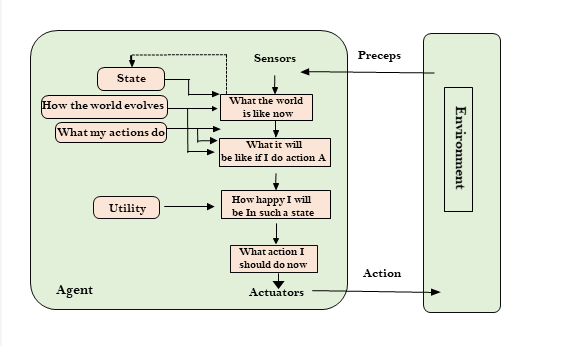 Sensors
Preceps
State
How the world evolves
What the world
is like now
What my actions do
What it will
be like if I do action A
Utility
How happy I will
be In such a state
What action I
should do now
Agent
Actuators
Action
Environment